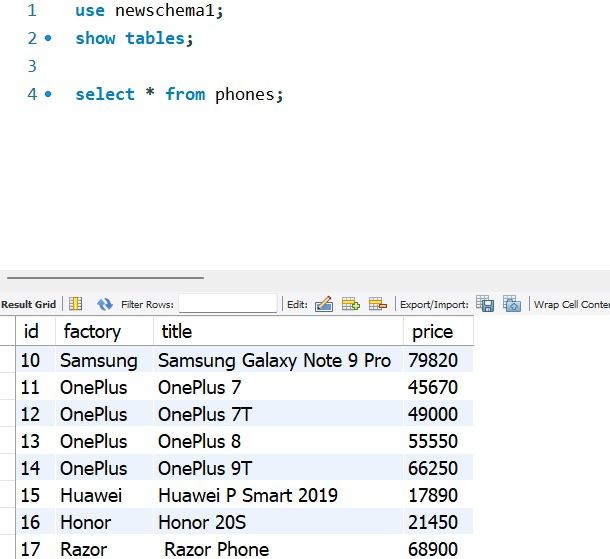 1 use newschema1;
2 show tables;
3
4 select * from phones;
Result Grid Filter Rows: Edit: Export/Import: Wrap Cell Conten
id factory title price
10 Samsung Samsung Galaxy Note 9 Pro 79820
11 OnePlus OnePlus 7 45670
12 OnePlus OnePlus 7T 49000
13 OnePlus OnePlus 8 55550
14 OnePlus OnePlus 9T 66250
15 Huawei Huawei P Smart 2019 17890
16 Honor Honor 20S 21450
17 Razor Razor Phone 68900